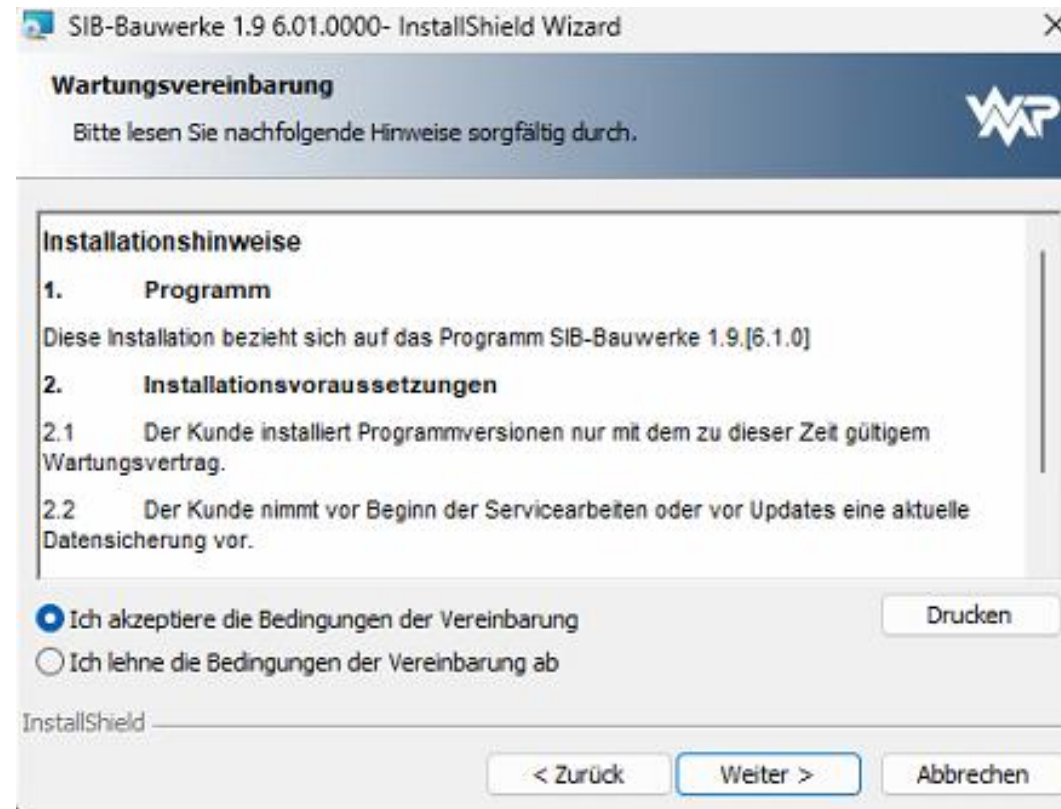 SIB-Bauwerke 1.9 6.01.0000- InstallShield Wizard
Wartungsvereinbarung
Bitte lesen Sie nachfolgende Hinweise sorgfältig durch.
WMP
Installationshinweise
1. Programm
Diese Installation bezieht sich auf das Programm SIB-Bauwerke 1.9.[6.1.0]
2. Installationsvoraussetzungen
2.1 Der Kunde installiert Programmversionen nur mit dem zu dieser Zeit gültigem
Wartungsvertrag.
2.2 Der Kunde nimmt vor Beginn der Servicearbeiten oder vor Updates eine aktuelle
Datensicherung vor.
Ich akzeptiere die Bedingungen der Vereinbarung
Drucken
Ich lehne die Bedingungen der Vereinbarung ab
InstallShield
< Zurück
Weiter >
Abbrechen